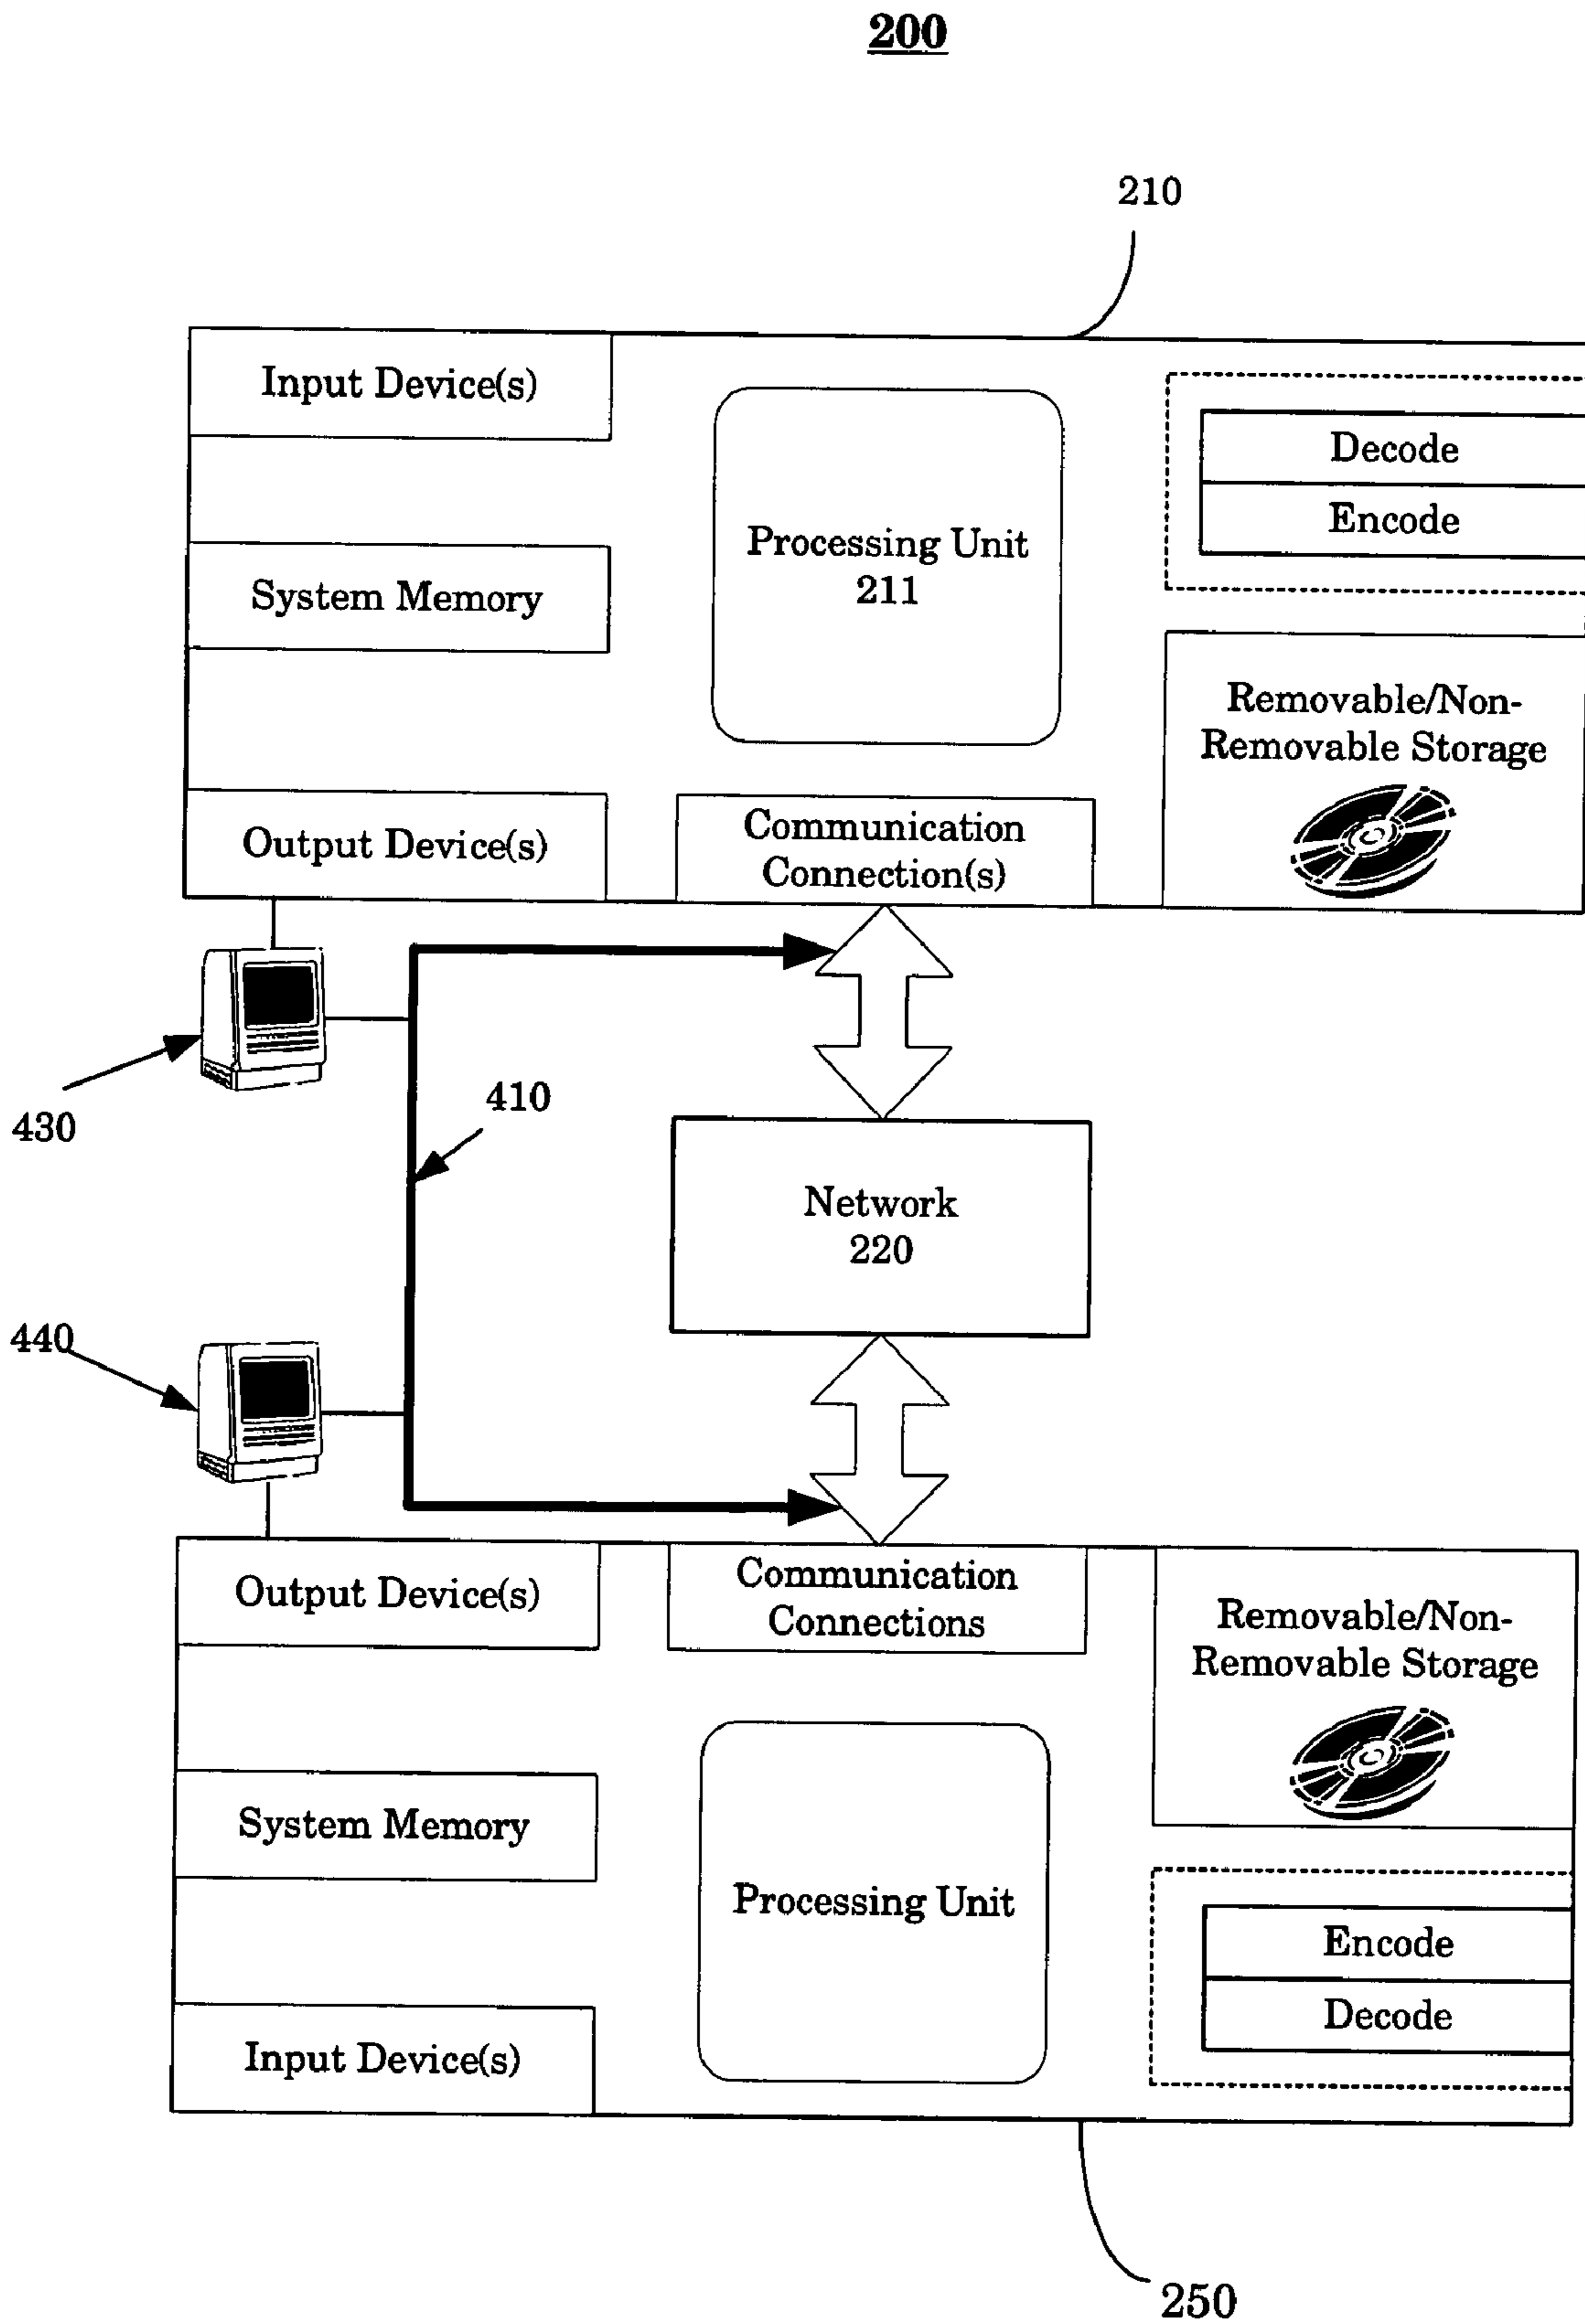 200
210
Input Device(s)
Decode
Encode
Processing Unit
211
System Memory
Removable/Non-
Removable Storage
Output Device(s)
Communication
Connection(s)
430
410
Network
220
440
Output Device(s)
Communication
Connections
Removable/Non-
Removable Storage
System Memory
Processing Unit
Encode
Decode
Input Device(s)
250